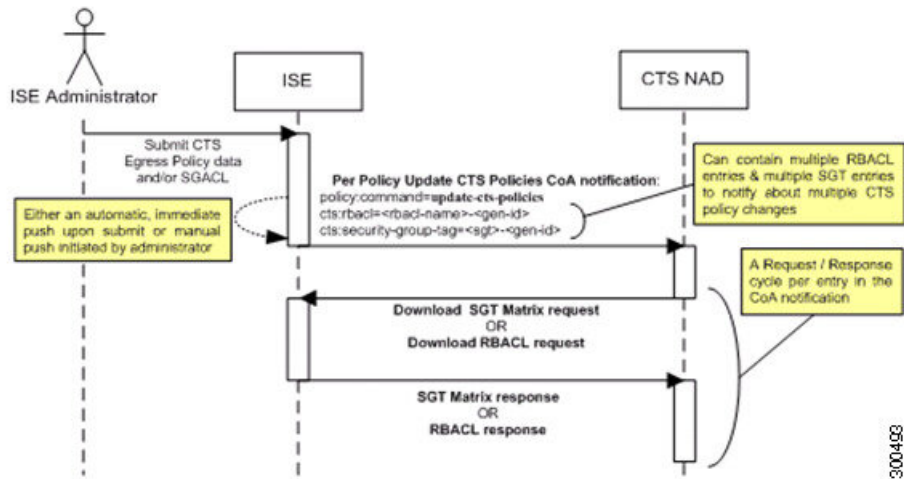 ISE Administrator
ISE
CTS NAD
Submit CTS
Egress Policy data
and/or SGACL
Either an automatic, immediate
push upon submit or manual
push initiated by administrator
Per Policy Update CTS Policies CoA notification:
policy:command=update-cts-policies
cts:rbacl=<rbacl-name>-<gen-id>
cts:security-group-tag=<sgt>-<gen-id>
Can contain multiple RBACL
entries & multiple SGT entries
to notify about multiple CTS
policy changes
A Request / Response
cycle per entry in the
CoA notification
Download SGT Matrix request
OR
Download RBACL request
SGT Matrix response
OR
RBACL response
300493